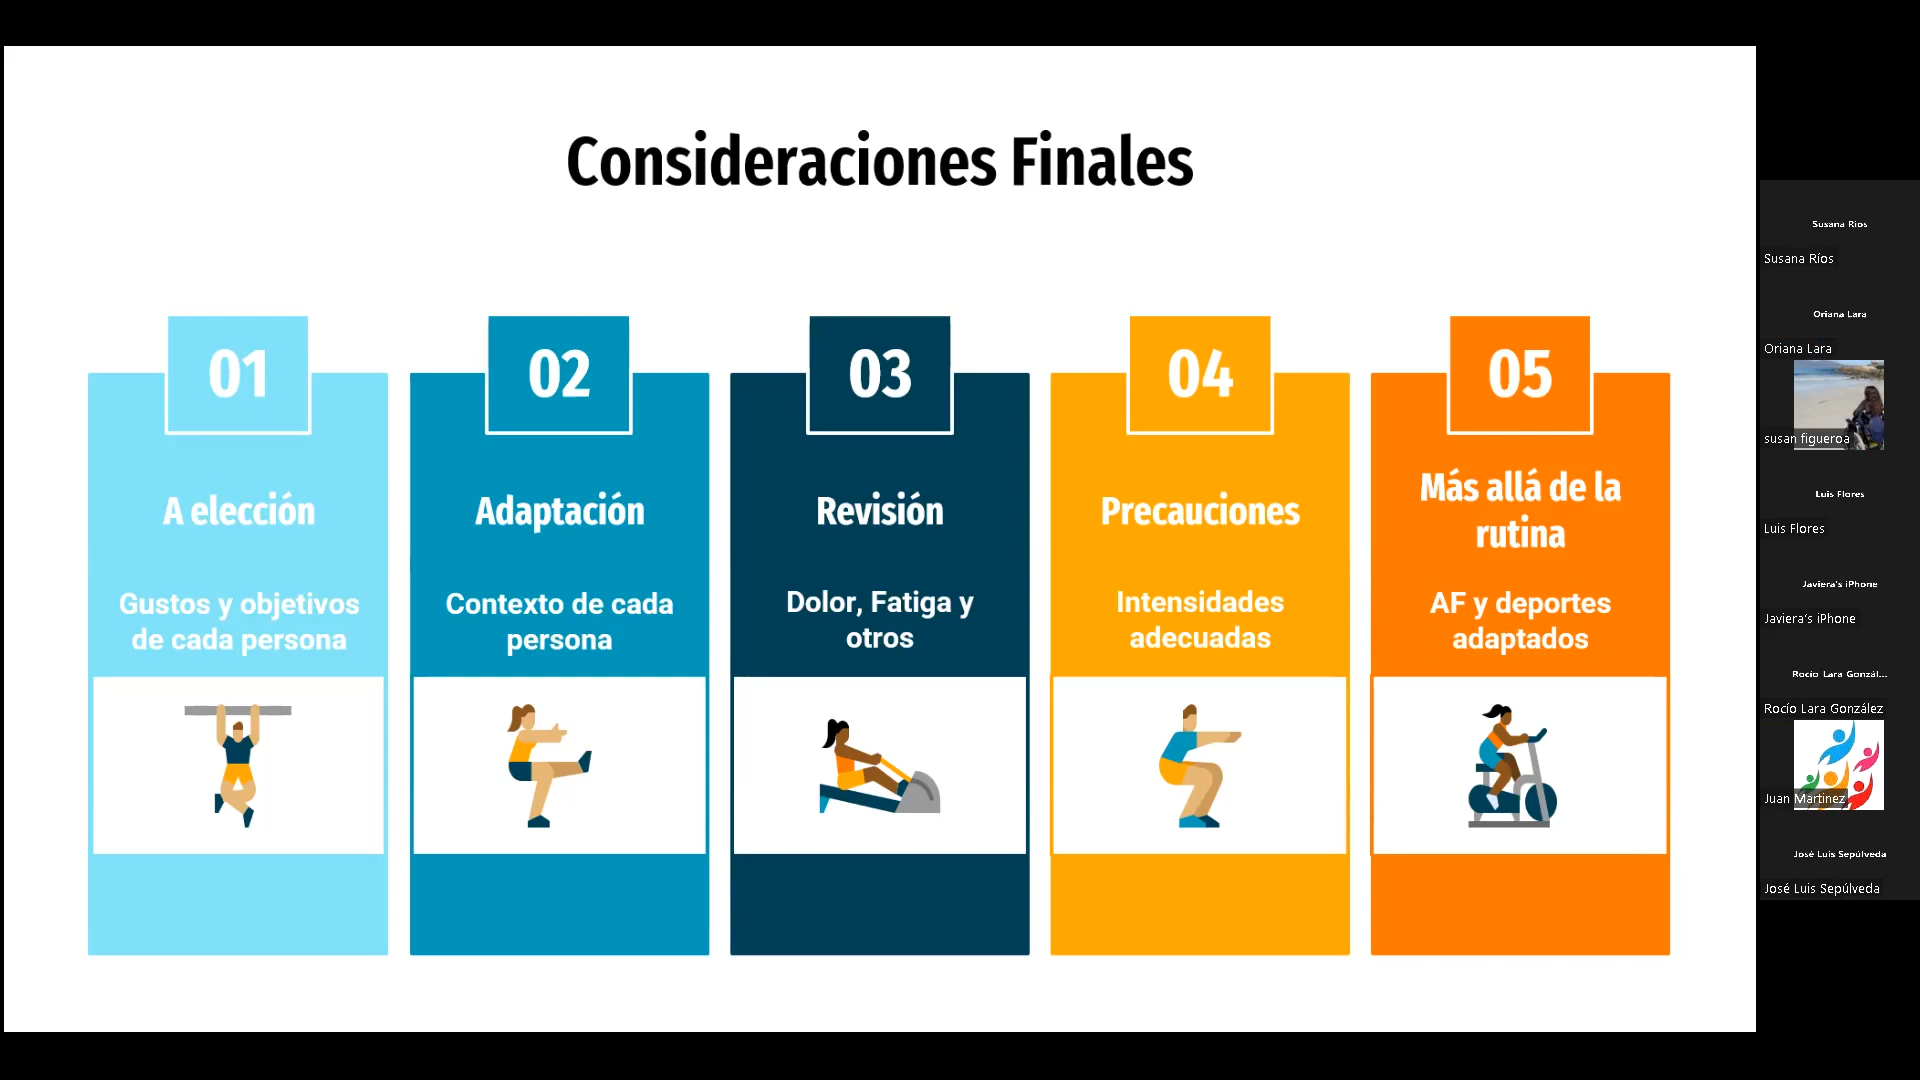 Consideraciones Finales
01
A elección
Gustos y objetivos
de cada persona
02
Adaptación
Contexto de cada
persona
03
Revisión
Dolor, Fatiga y
otros
04
Precauciones
Intensidades
adecuadas
05
Más allá de la
rutina
AF y deportes
adaptados
Susana Ríos
Susana Ríos
Oriana Lara
Oriana Lara
susan figueroa
Luis Flores
Luis Flores
Javiera's iPhone
Javiera's iPhone
Rocío Lara Gonzál...
Rocío Lara González
Juan Martinez
José Luis Sepúlveda
José Luis Sepúlveda